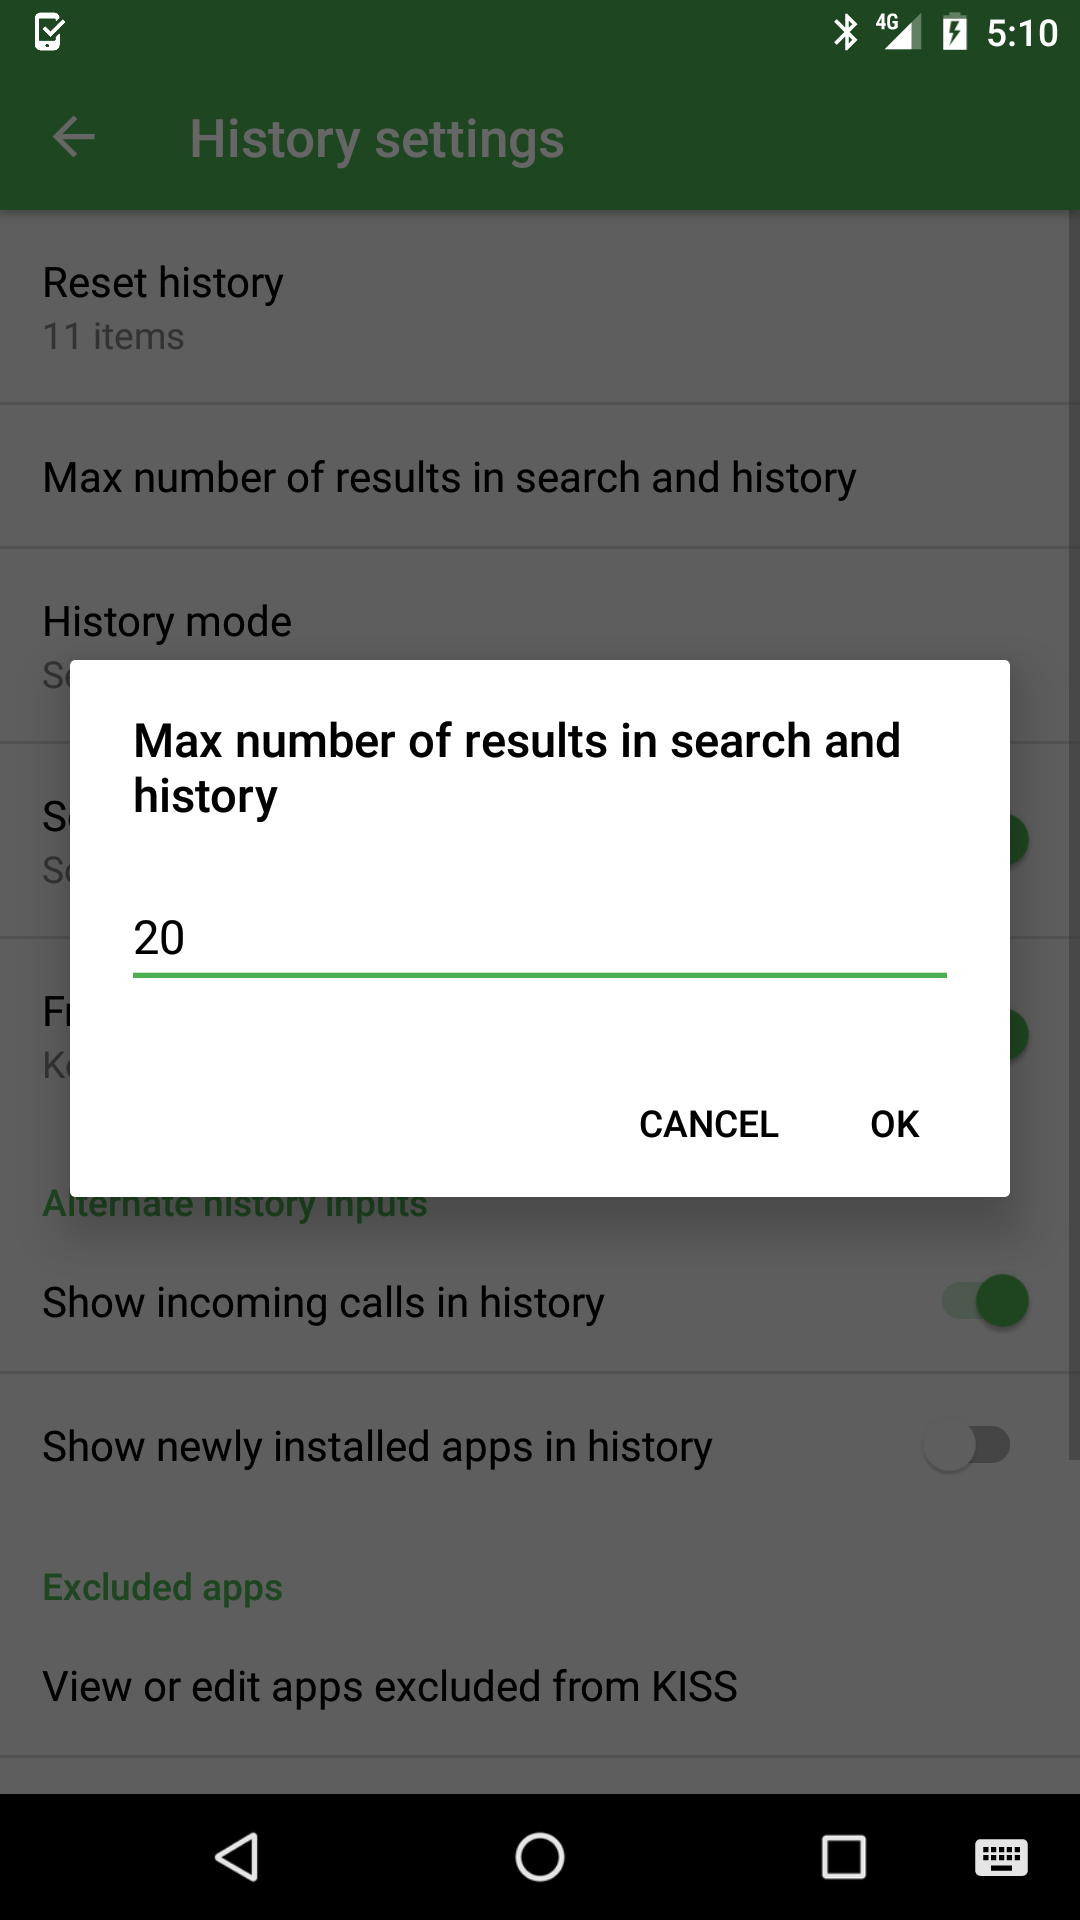 4G 5:10
History settings
Reset history
11 items
Max number of results in search and history
History mode
Max number of results in search and
history
20
CANCEL OK
Alternate history inputs
Show incoming calls in history
Show newly installed apps in history
Excluded apps
View or edit apps excluded from KISS